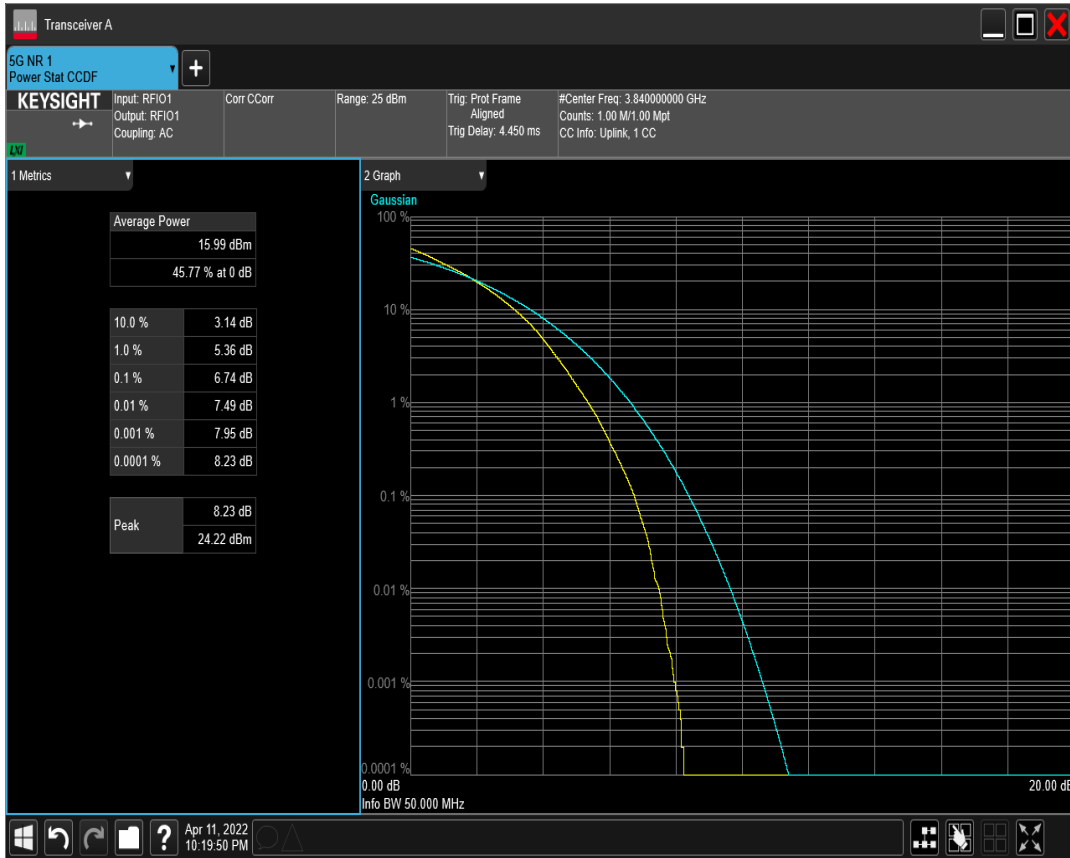 Transceiver A
5G NR 1
Power Stat CCDF
+
KEYSIGHT
LXI
Input: RFIO1
Output: RFIO1
Coupling: AC
Corr CCorr
Range: 25 dBm
Trig: Prot Frame
Aligned
Trig Delay: 4.450 ms
#Center Freq: 3.840000000 GHz
Counts: 1.00 M/1.00 Mpt
CC Info: Uplink, 1 CC
1 Metrics
Average Power
15.99 dBm
45.77 % at 0 dB
10.0 % 3.14 dB
1.0 % 5.36 dB
0.1 % 6.74 dB
0.01 % 7.49 dB
0.001 % 7.95 dB
0.0001 % 8.23 dB
Peak
8.23 dB
24.22 dBm
2 Graph
Gaussian
100 %
10 %
1 %
0.1 %
0.01 %
0.001 %
0.0001 %
0.00 dB 20.00 dB
Info BW 50.000 MHz
?
Apr 11, 2022
10:19:50 PM